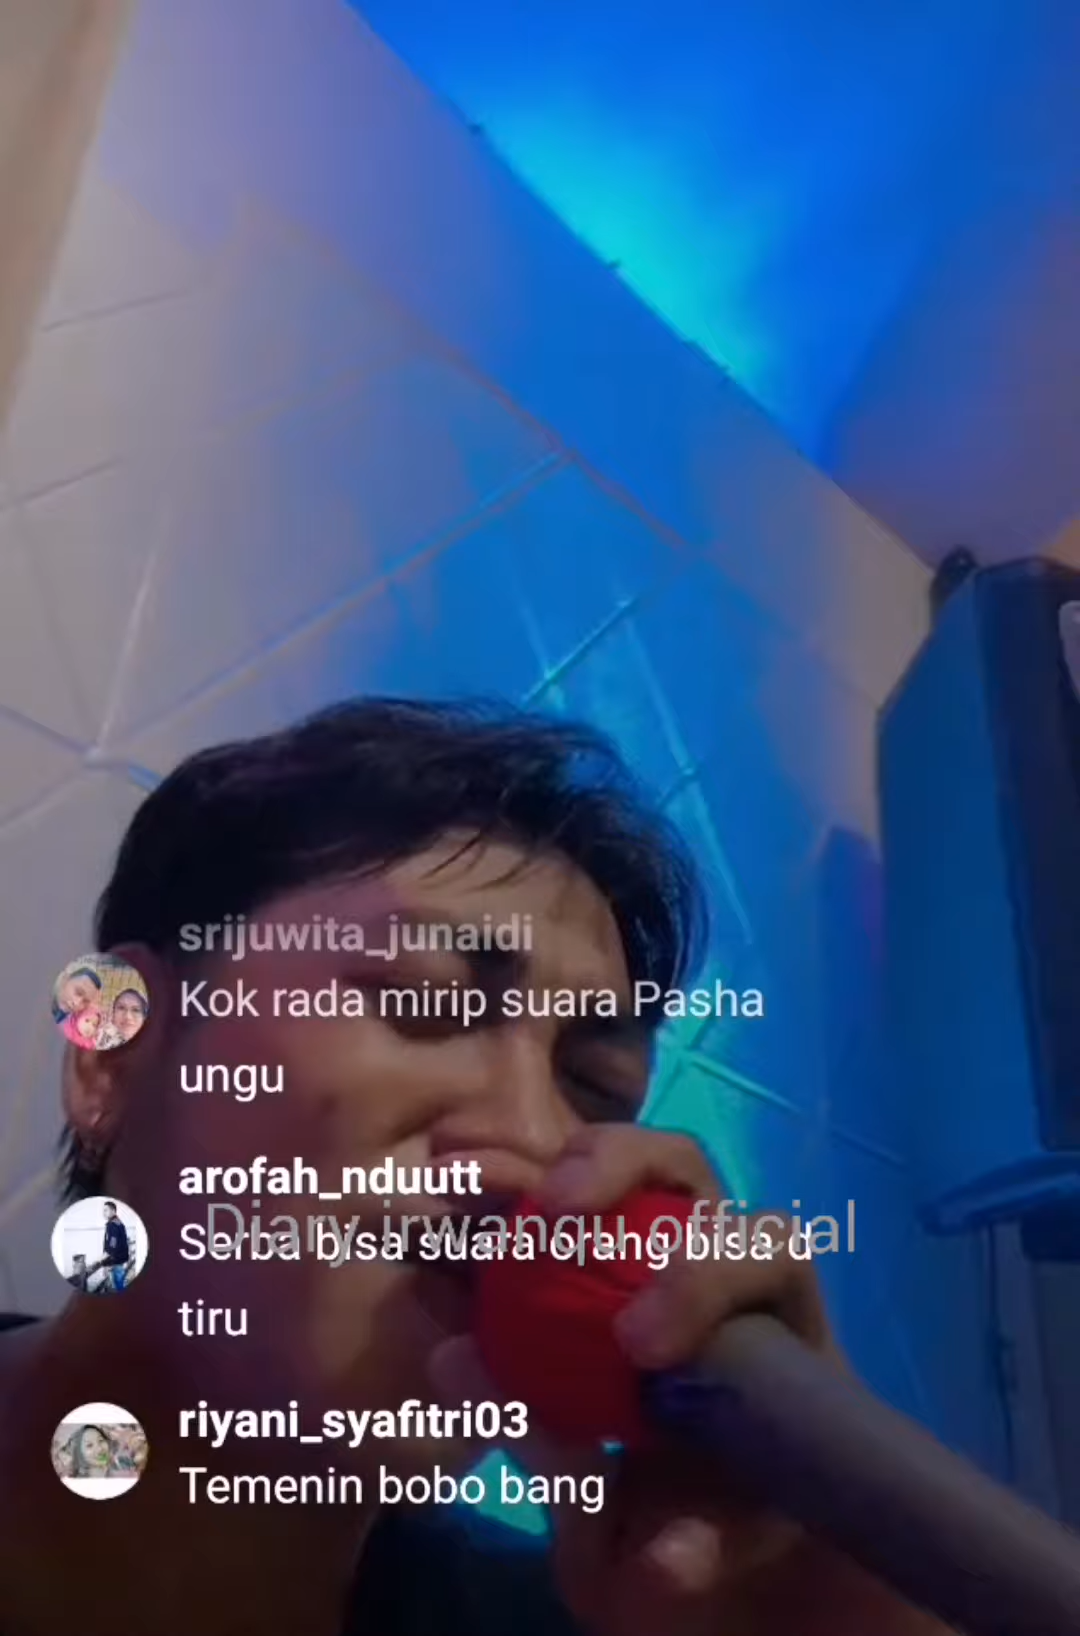 srijuwita_junaidi
Kok rada mirip suara Pasha
ungu
arofah_nduutt
Diary irwanqu official
Serba bisa suara orang bisa d
tiru
riyani_syafitri03
Temenin bobo bang